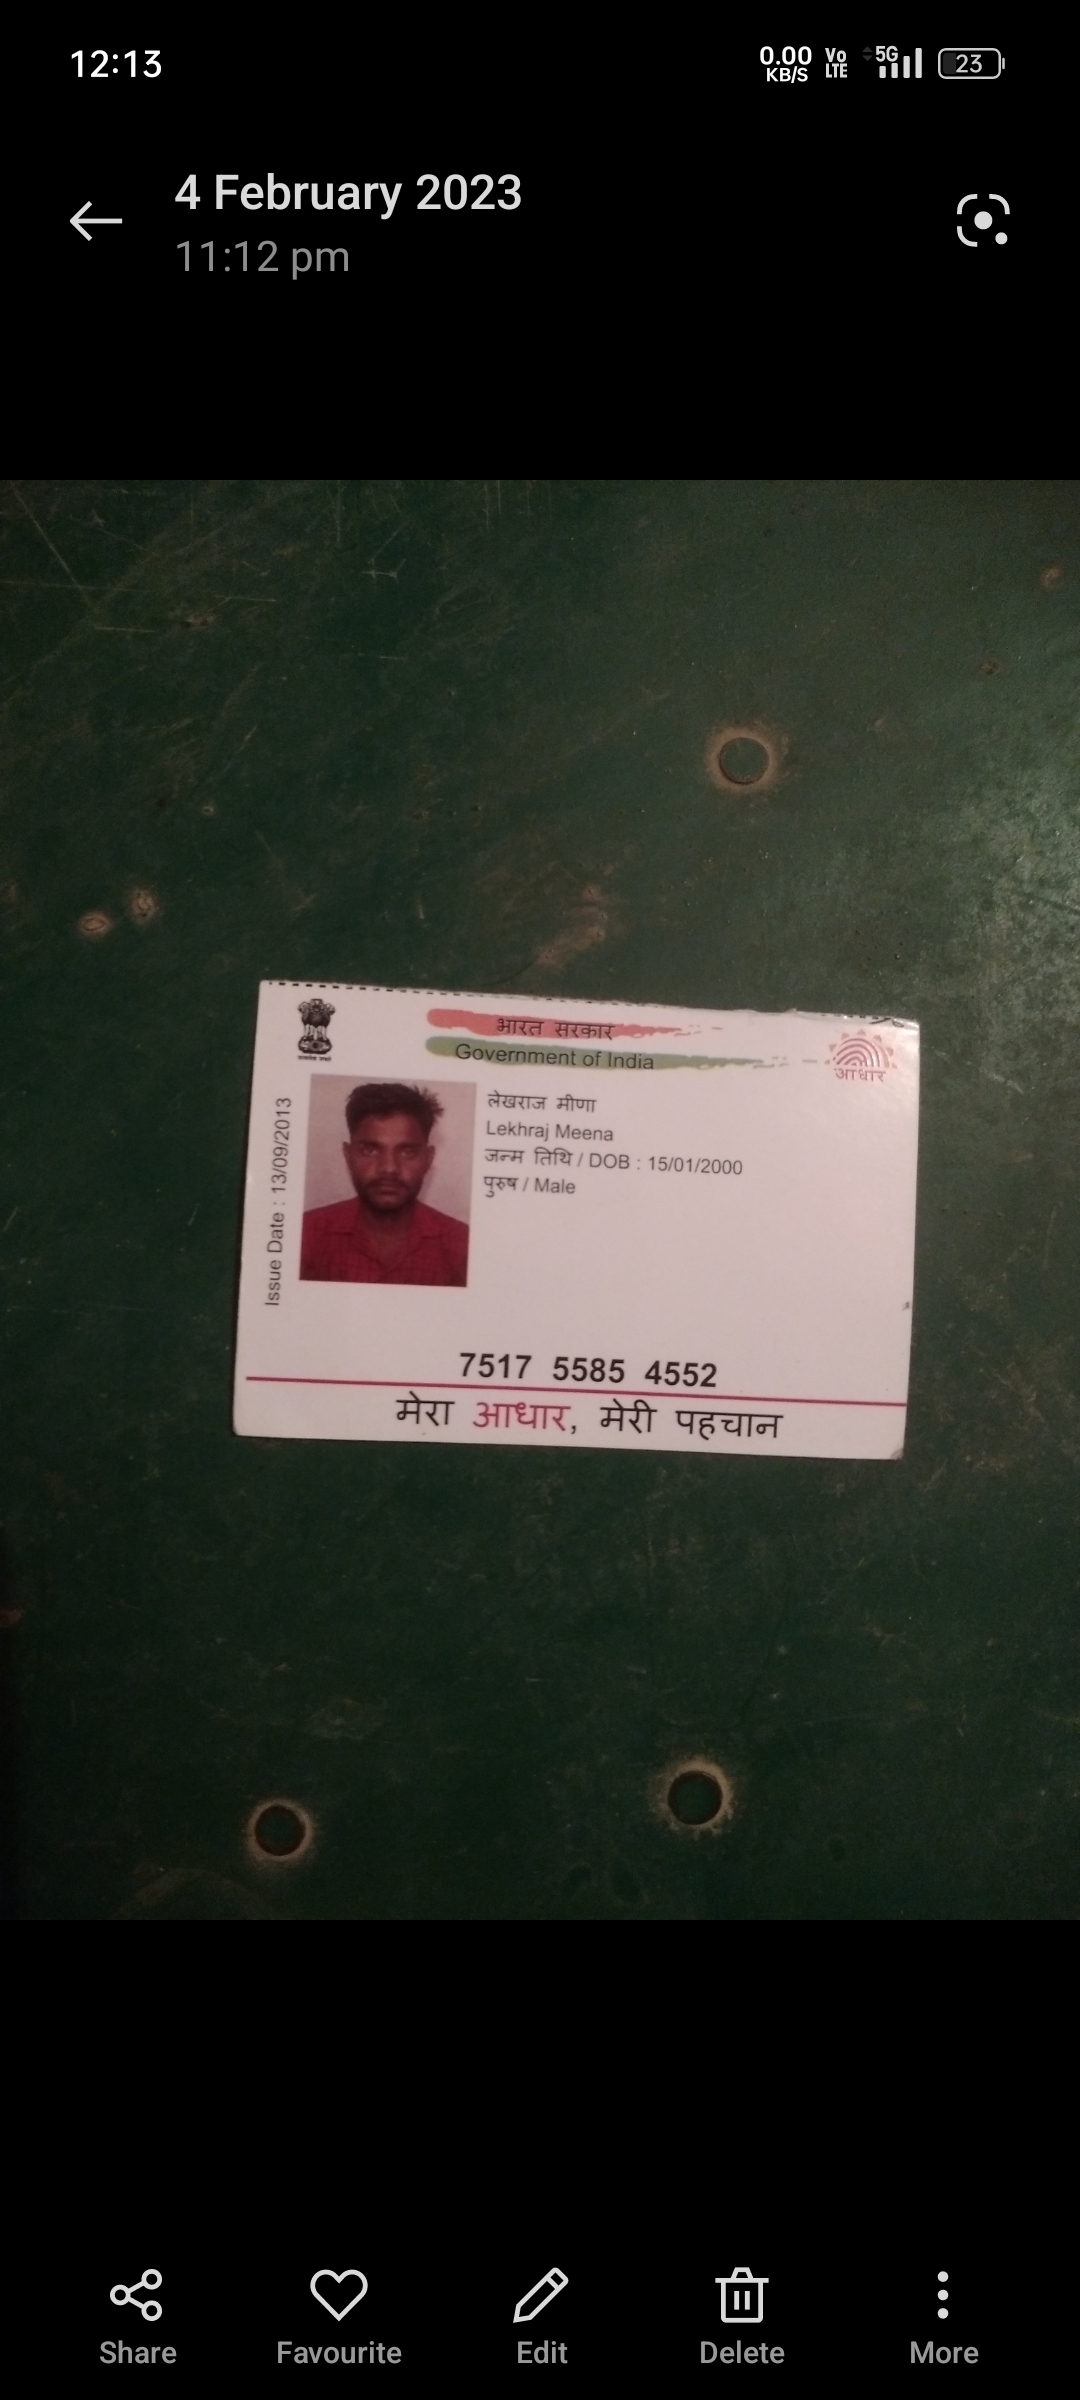 12:13
0.00 KB/S Vo LTE 5G 23
4 February 2023
11:12 pm
भारत सरकार
Government of India
आधार
Issue Date : 13/09/2013
लेखराज मीणा
Lekhraj Meena
जन्म तिथि / DOB : 15/01/2000
पुरुष / Male
7517 5585 4552
मेरा आधार, मेरी पहचान
Share Favourite Edit Delete More